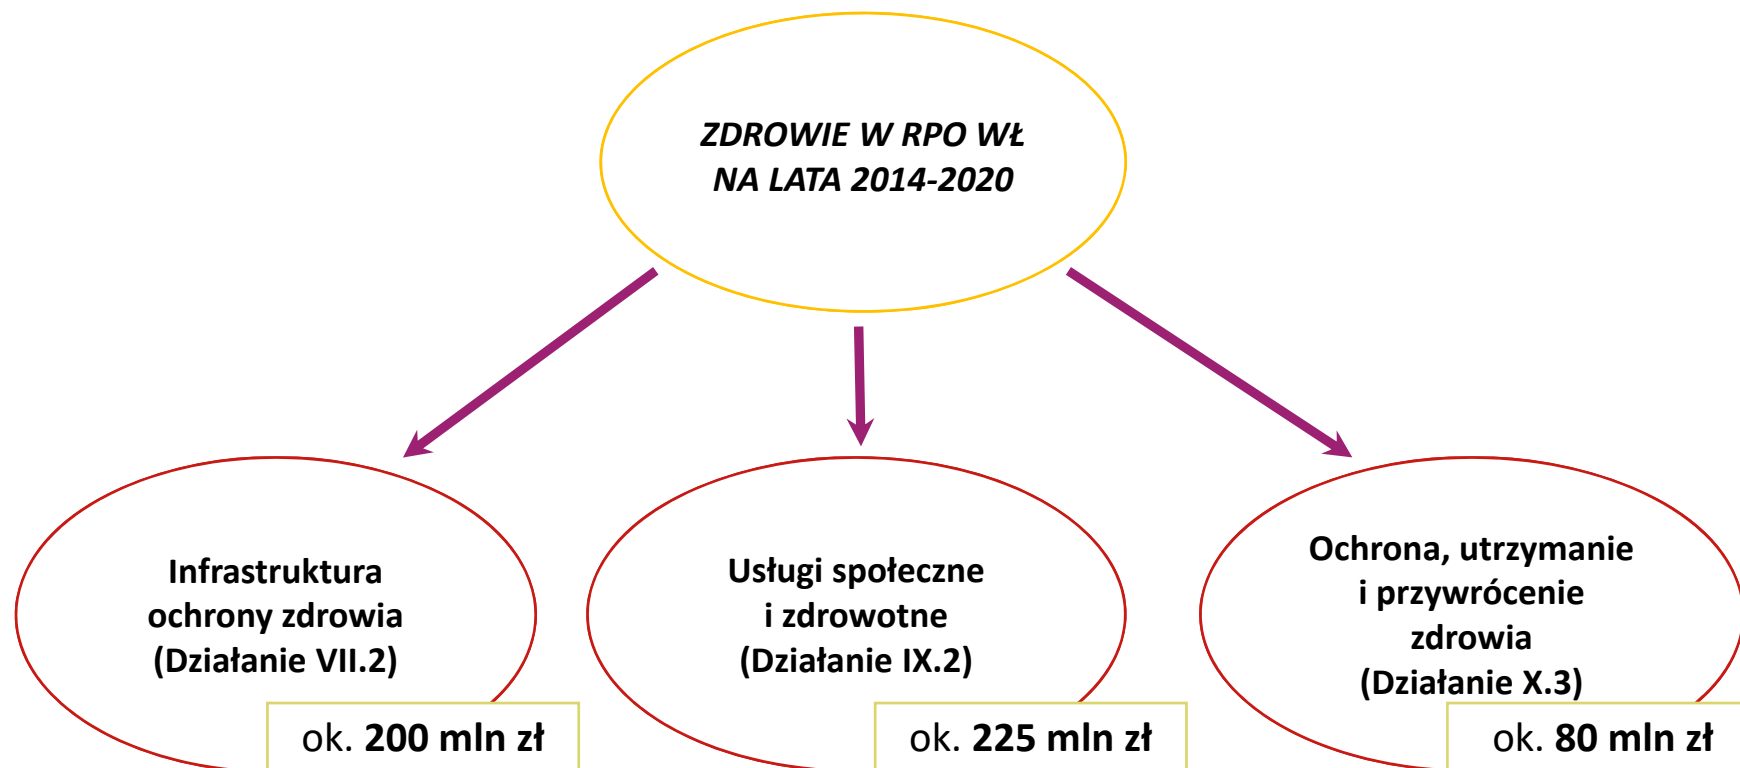 ZDROWIE W RPO WŁ
NA LATA 2014-2020
Infrastruktura
ochrony zdrowia
(Działanie VII.2)
ok. 200 mln zł
Usługi społeczne
i zdrowotne
(Działanie IX.2)
ok. 225 mln zł
Ochrona, utrzymanie
i przywrócenie
zdrowia
(Działanie X.3)
ok. 80 mln zł